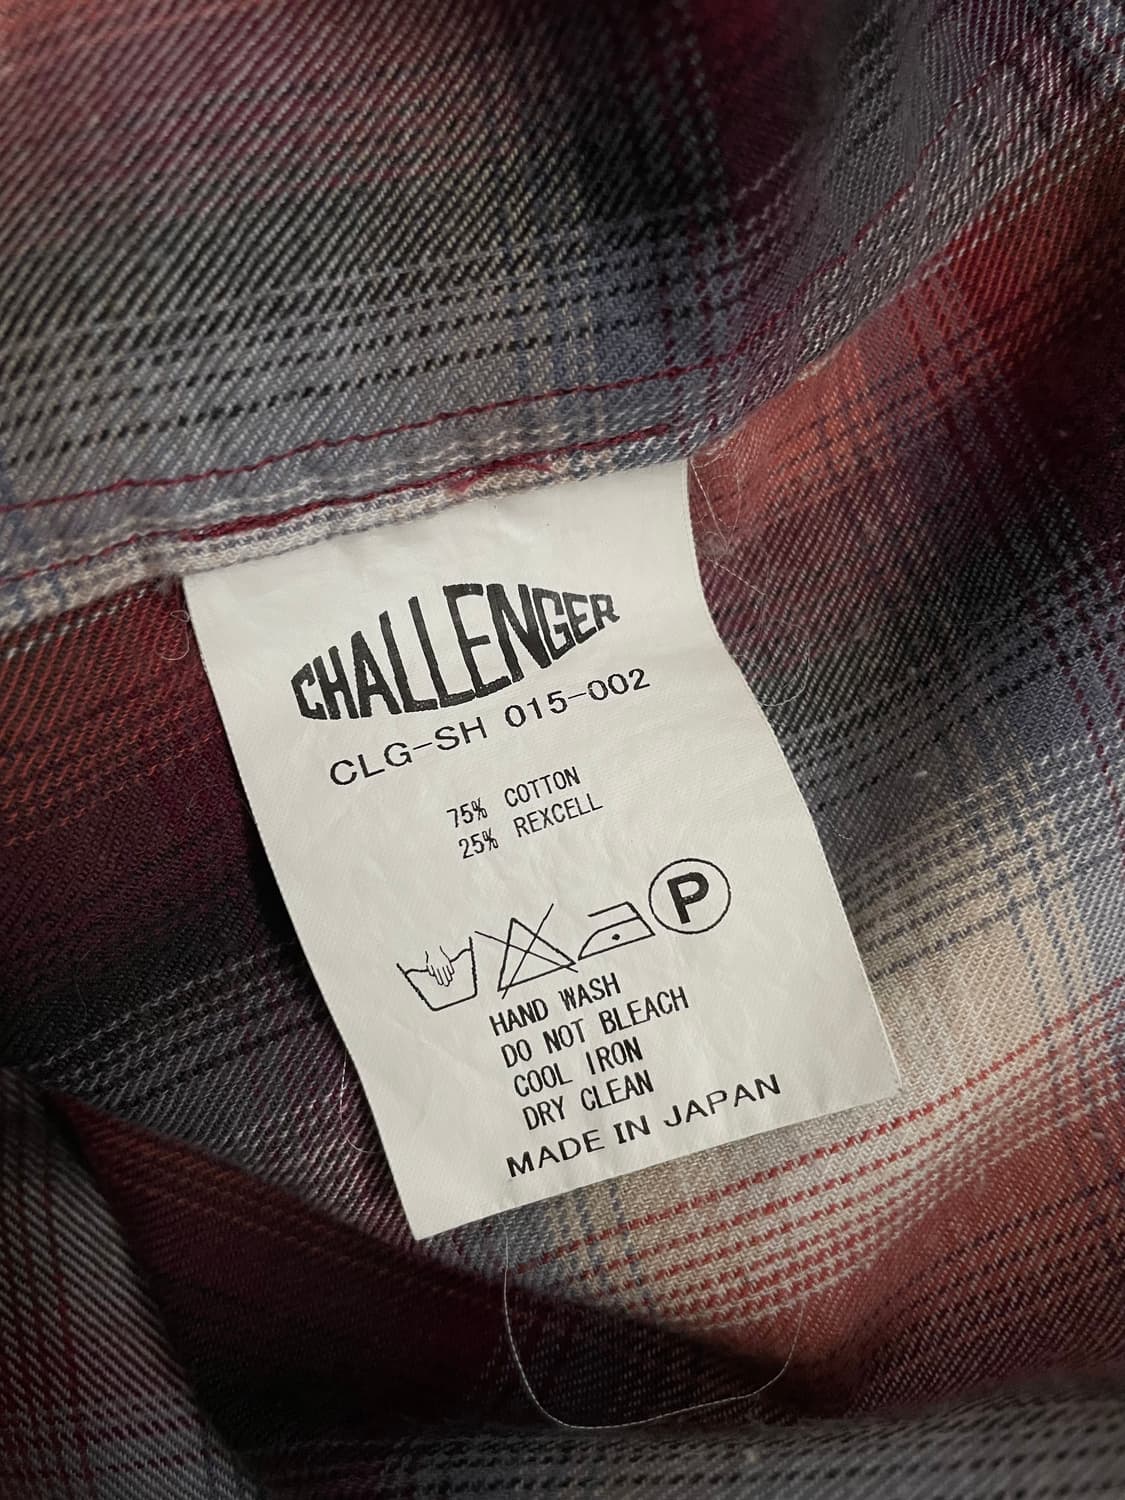 CHALLENGER
CLG-SH 015-002
75% COTTON
25% REXCELL
P
HAND WASH
DO NOT BLEACH
COOL IRON
DRY CLEAN
MADE IN JAPAN